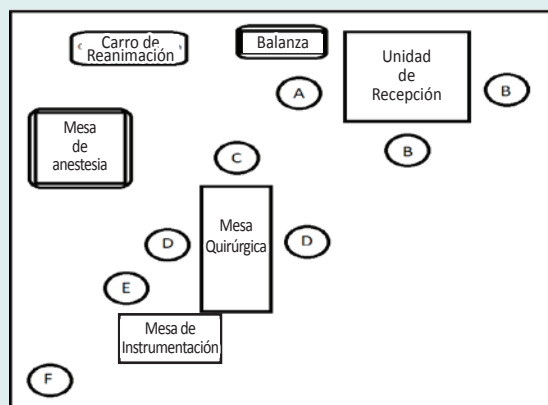 Carro de
Reanimación
Balanza
Unidad
de
Recepción
A
B
B
Mesa
de
anestesia
C
Mesa
Quirúrgica
D
D
E
Mesa de
Instrumentación
F